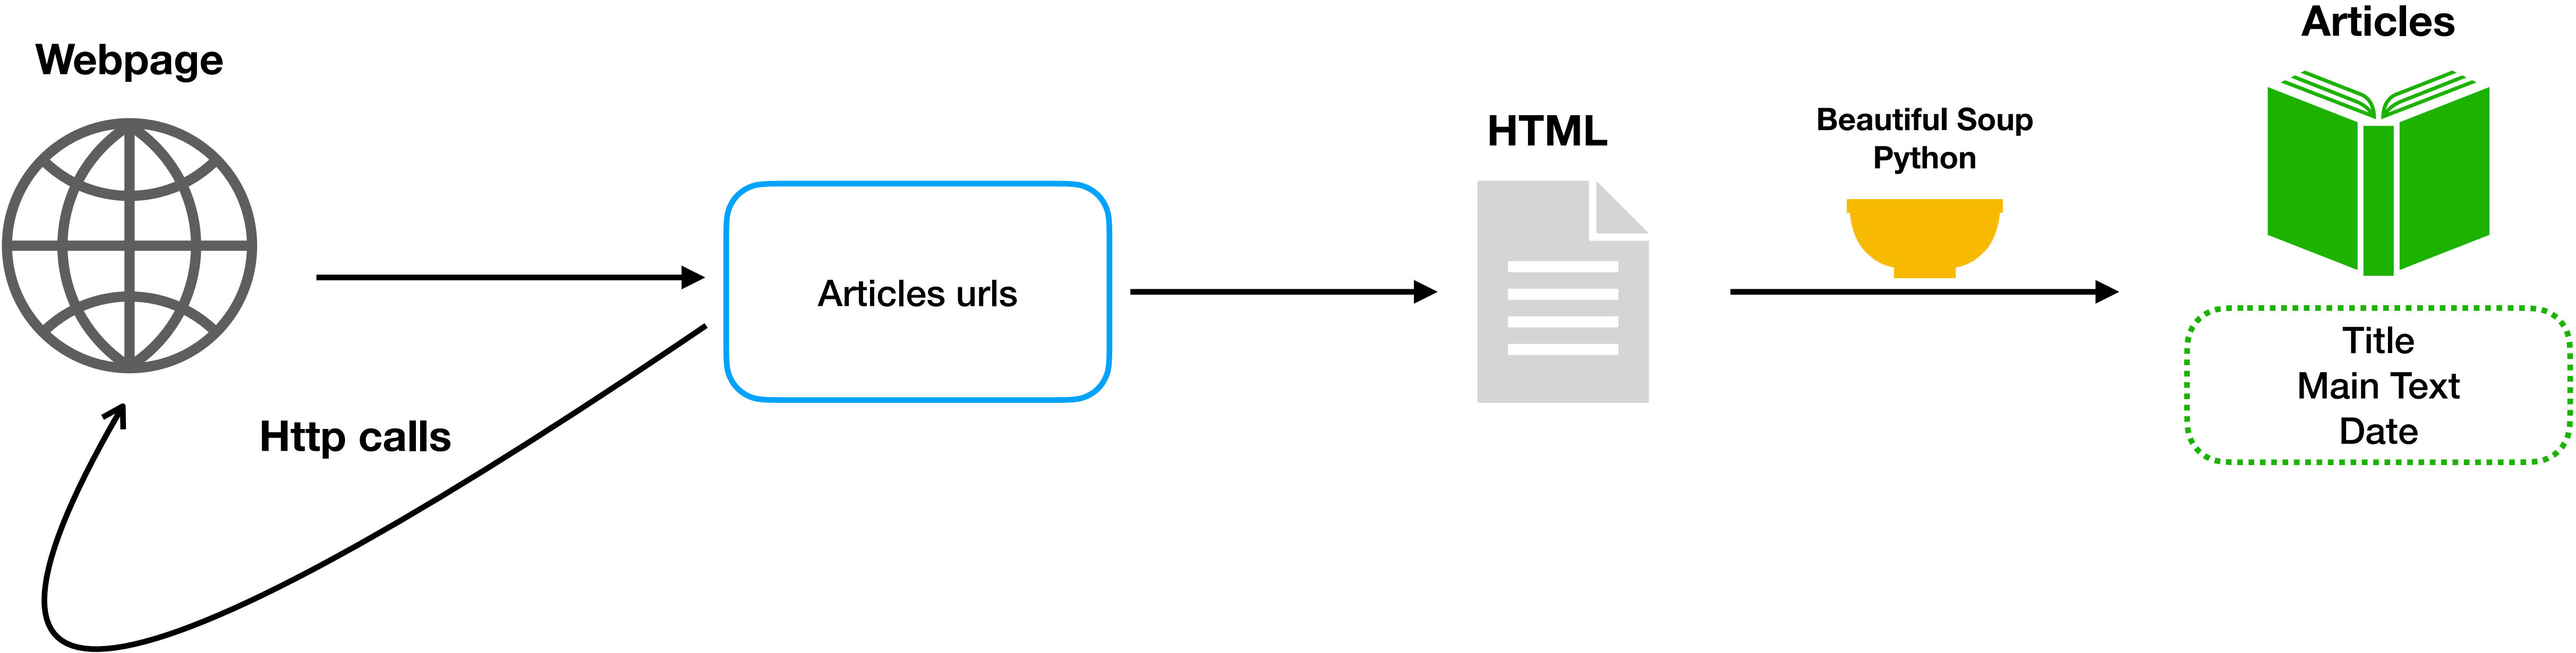 Webpage
Http calls
Articles urls
HTML
Beautiful Soup
Python
Articles
Title
Main Text
Date